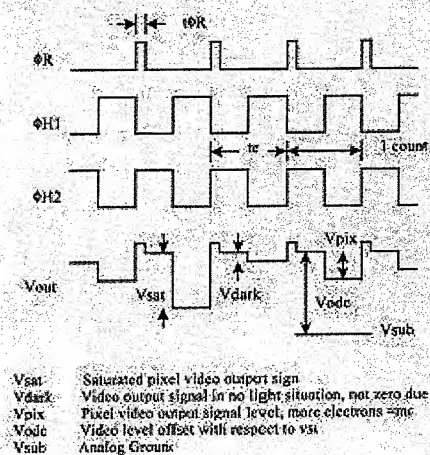 tΦR
ΦR
ΦH1
te 1 count
ΦH2
Vpix
Vout
Vsat Vdark Vodc
Vsub
Vsat Saturated pixel video output sign
Vdark Video output signal in no light situation, not zero due
Vpix Pixel video output signal level, more electrons =
Vodc Video level offset with respect to
Vsub Analog Ground